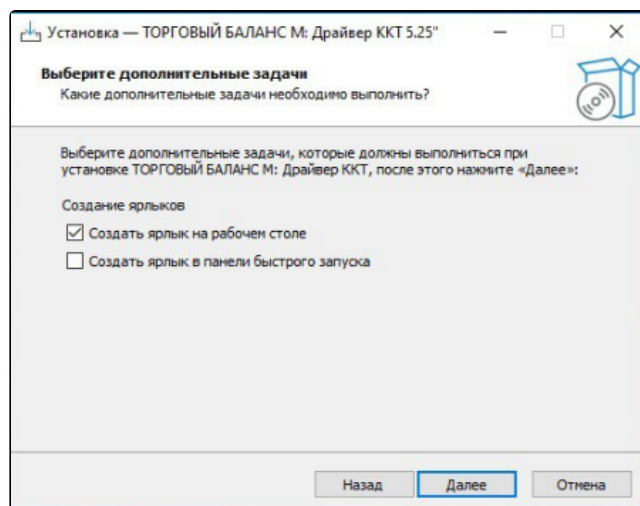 Установка — ТОРГОВЫЙ БАЛАНС М: Драйвер ККТ 5.25"
Выберите дополнительные задачи
Какие дополнительные задачи необходимо выполнить?
Выберите дополнительные задачи, которые должны выполниться при
установке ТОРГОВЫЙ БАЛАНС М: Драйвер ККТ, после этого нажмите «Далее»:
Создание ярлыков
Создать ярлык на рабочем столе
Создать ярлык в панели быстрого запуска
Назад Далее Отмена